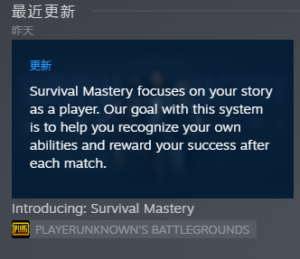 最近更新
昨天
更新
Survival Mastery focuses on your story
as a player. Our goal with this system
is to help you recognize your own
abilities and reward your success after
each match.
Introducing: Survival Mastery
PUBG PLAYERUNKNOWN'S BATTLEGROUNDS